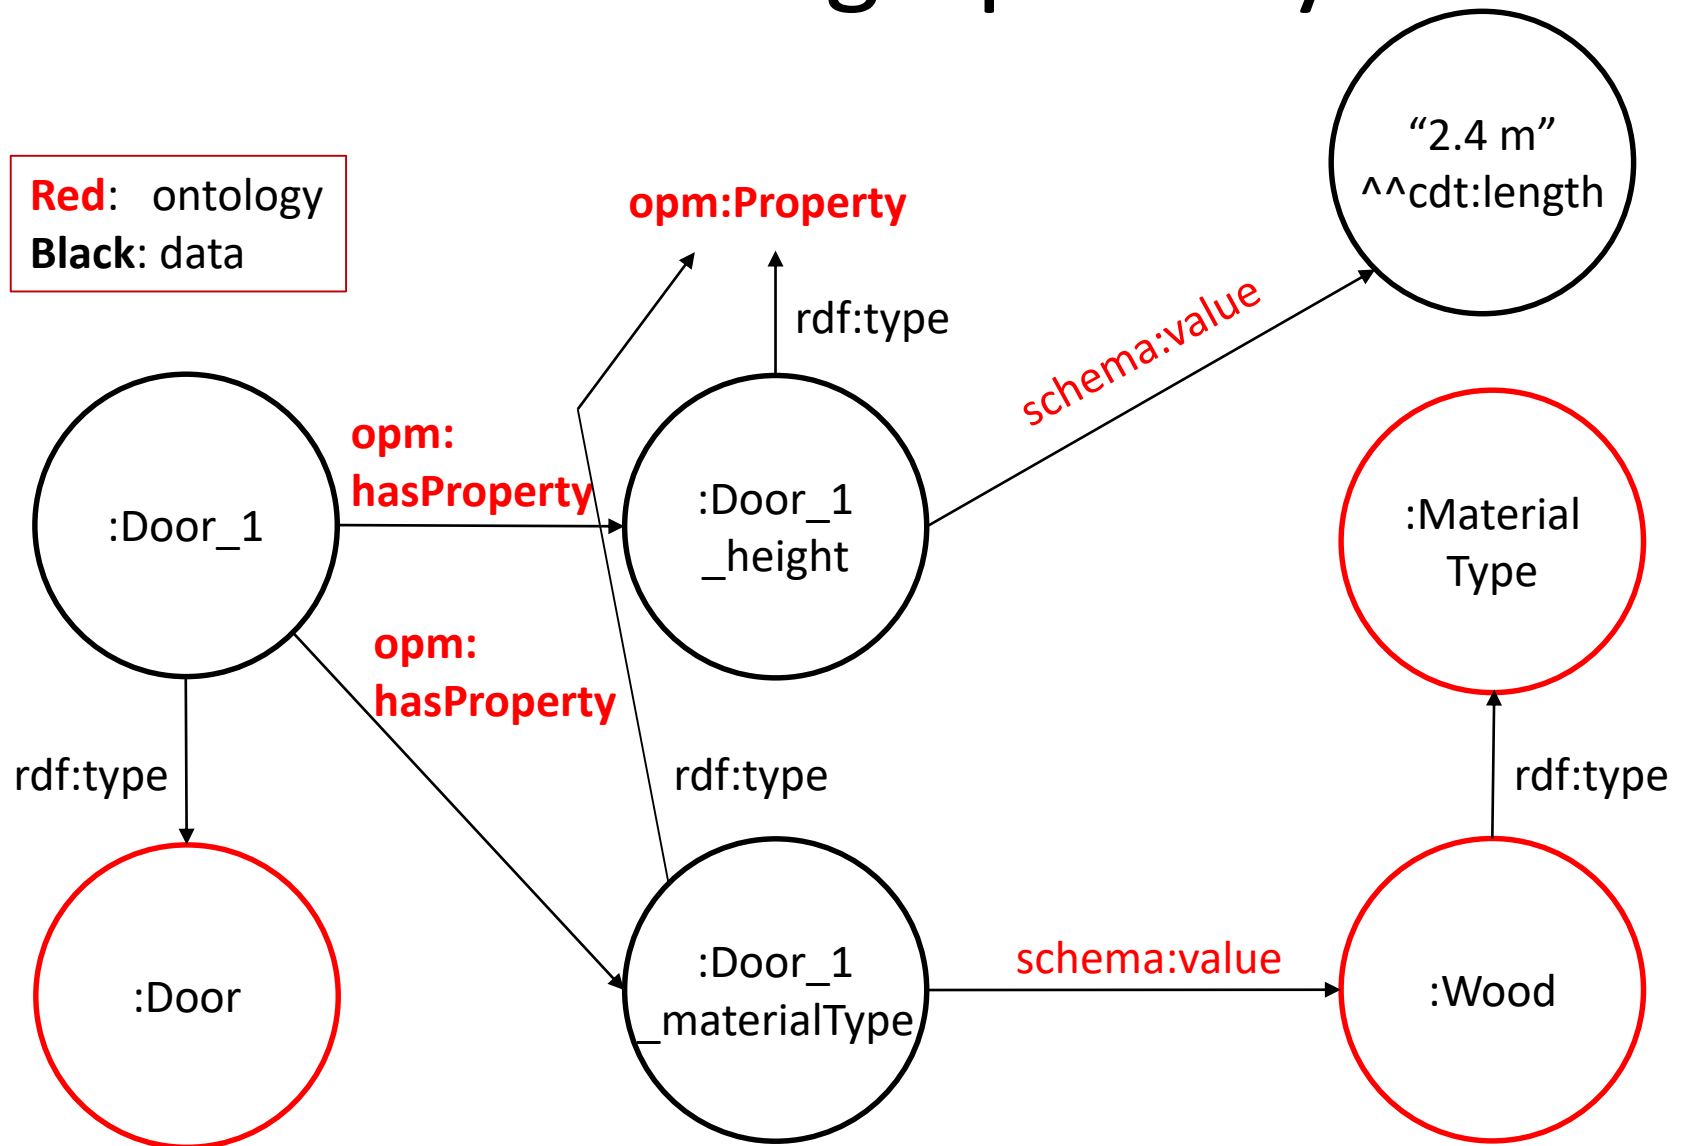 “2.4 m”
^^cdt:length
Red: ontology
Black: data
opm:Property
rdf:type
schema:value
opm:
hasProperty
:Door_1
:Door_1
_height
:Material
Type
opm:
hasProperty
rdf:type
rdf:type
rdf:type
:Door
:Door_1
_materialType
schema:value
:Wood